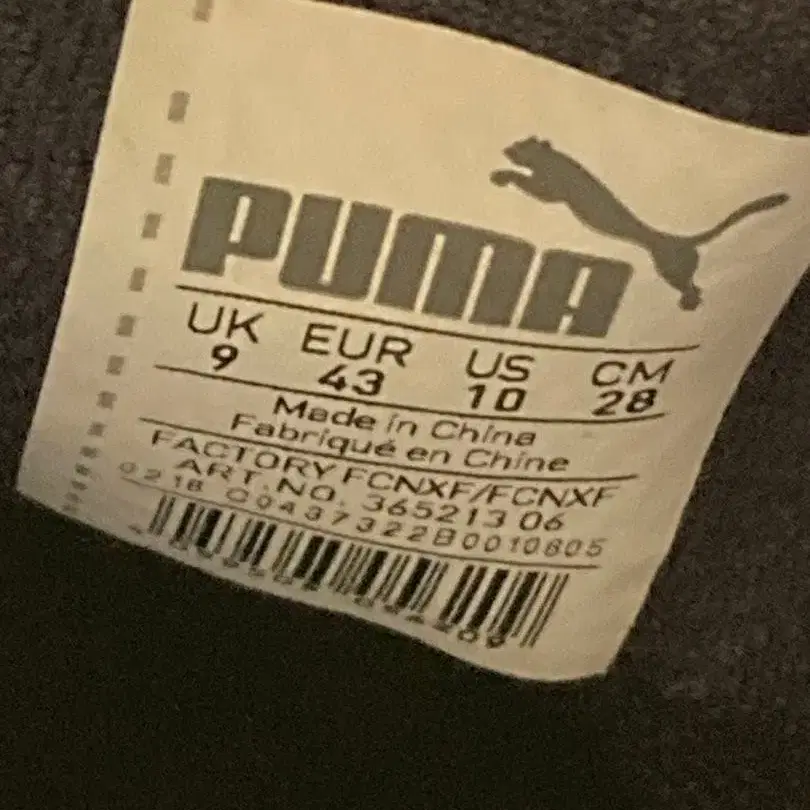 PUMA
UK EUR US CM
9 43 10 28
Made in China
Fabriqué en Chine
FACTORY FCNXF/FCNXF
ART.NO. 365213 06
0218 C0437322B0010605